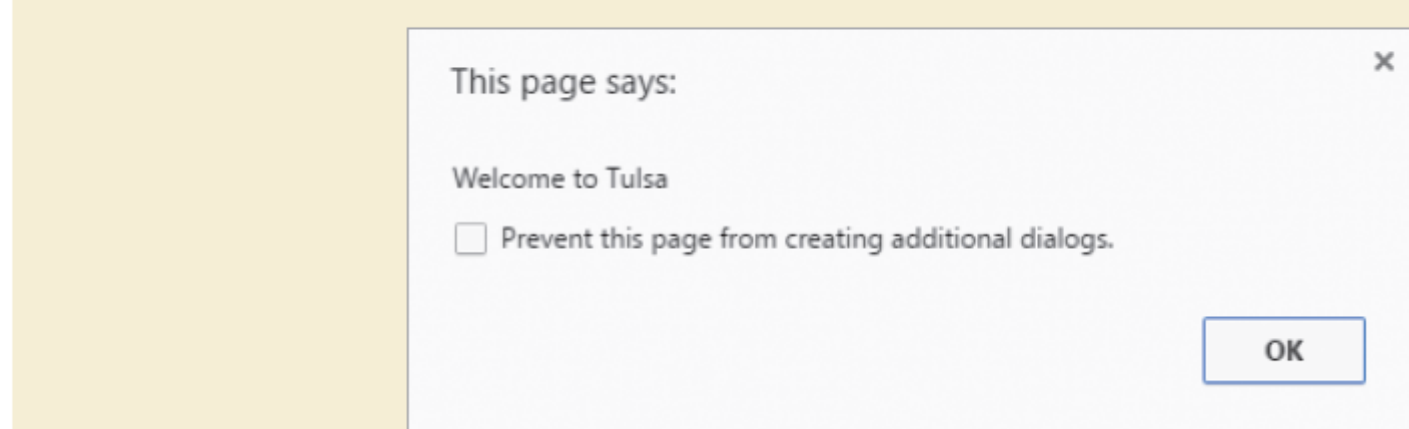 This page says:
Welcome to Tulsa
Prevent this page from creating additional dialogs.
OK